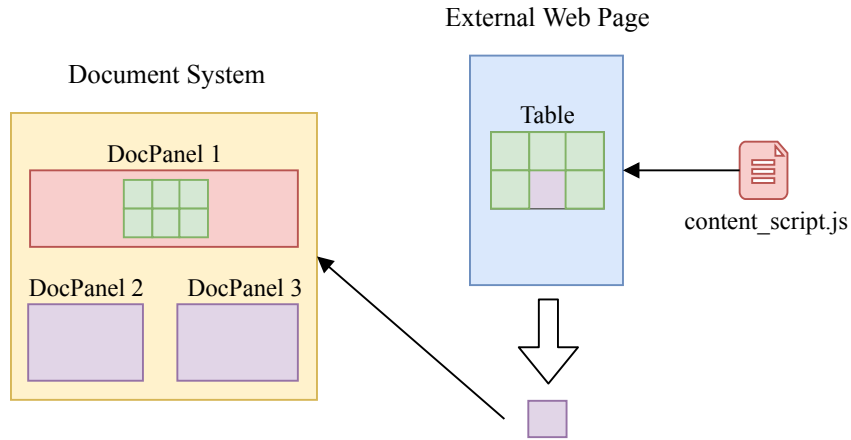 External Web Page
Document System
Table
DocPanel 1
content_script.js
DocPanel 2
DocPanel 3